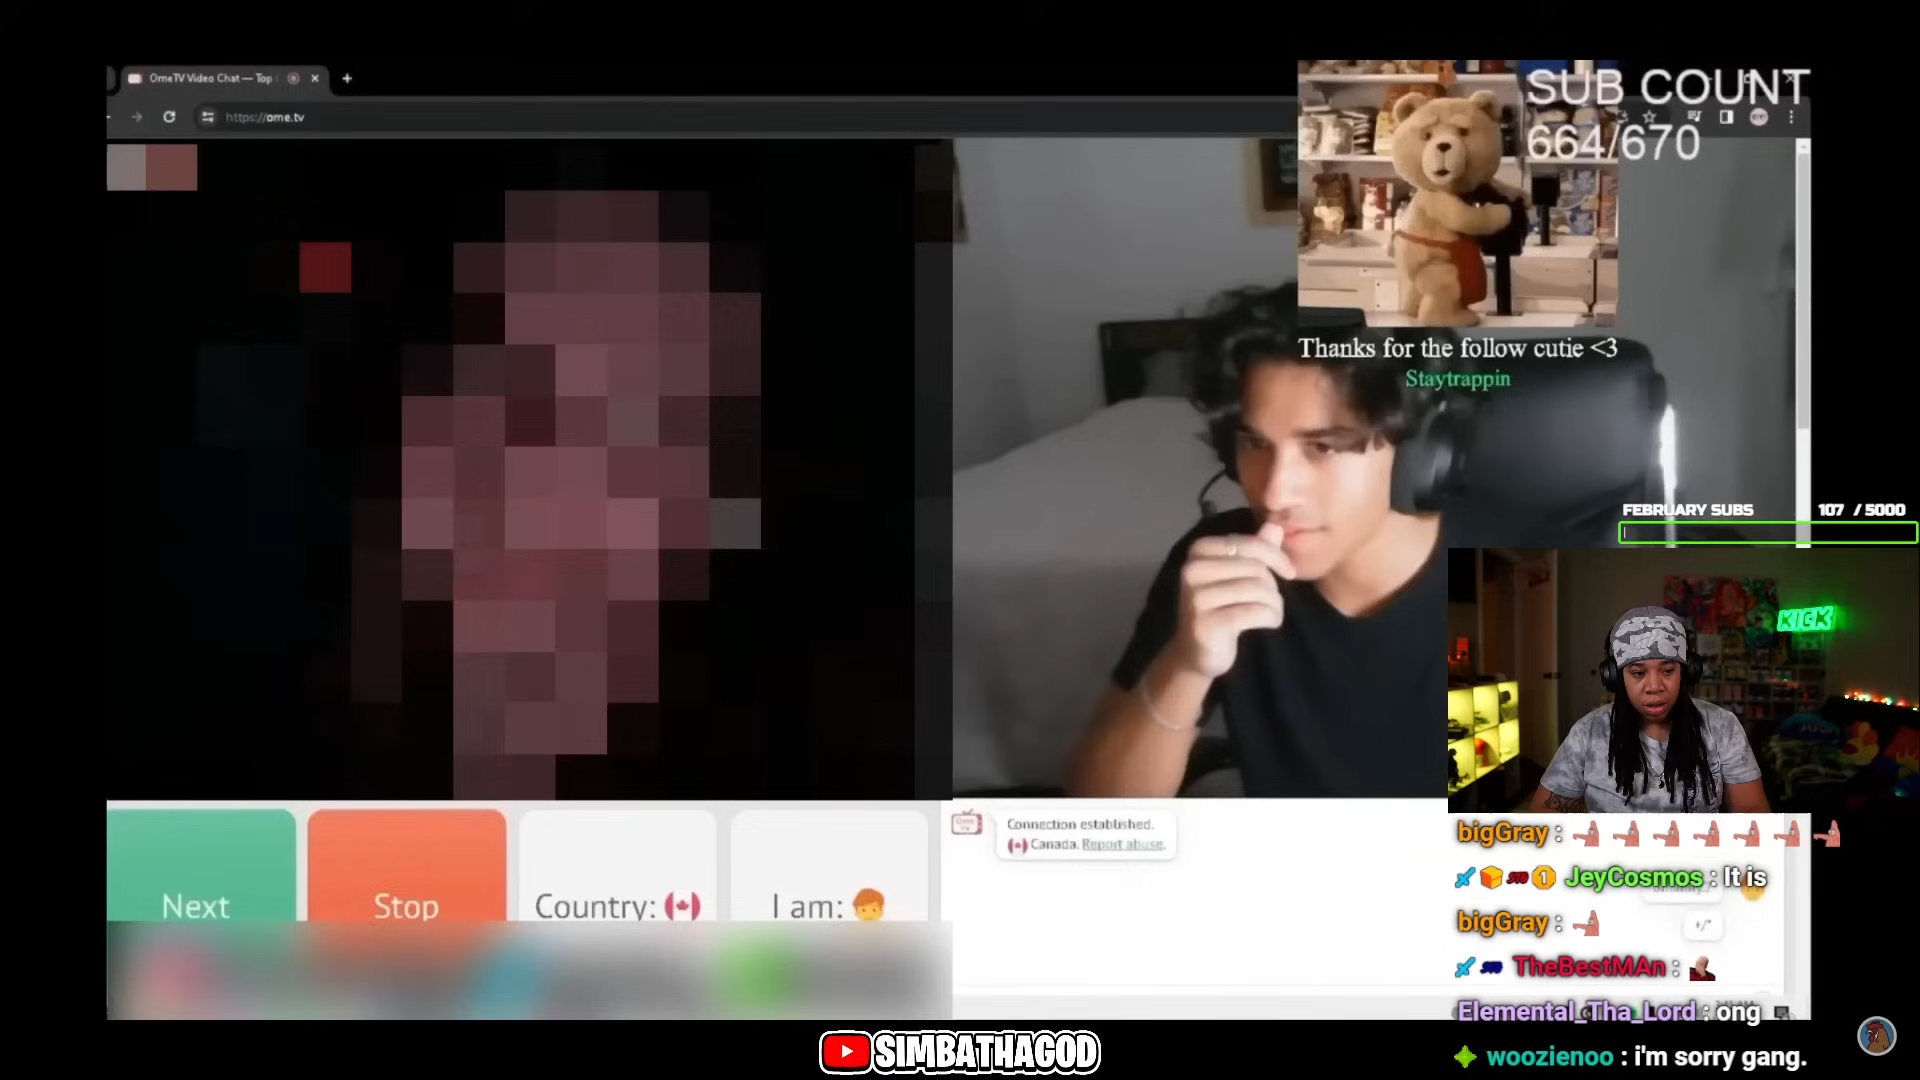 OmeTV Video Chat — Top
https://ome.tv
SUB COUNT
664/670
Thanks for the follow cutie <3
Staytrappin
FEBRUARY SUBS 107 / 5000
KICK
Next
Stop
Country:
I am:
Connection established.
Canada. Report abuse.
bigGray :
JeyCosmos : It is
bigGray :
TheBestMAn :
Elemental_Tha_Lord : ong
woozienoo : i'm sorry gang.
SIMBATHAGOD